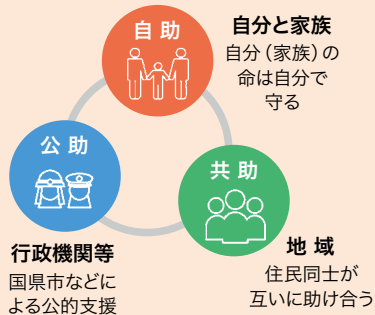 自助
自分と家族
自分（家族）の
命は自分で
守る
公助
行政機関等
国県市などに
よる公的支援
共助
地域
住民同士が
互いに助け合う